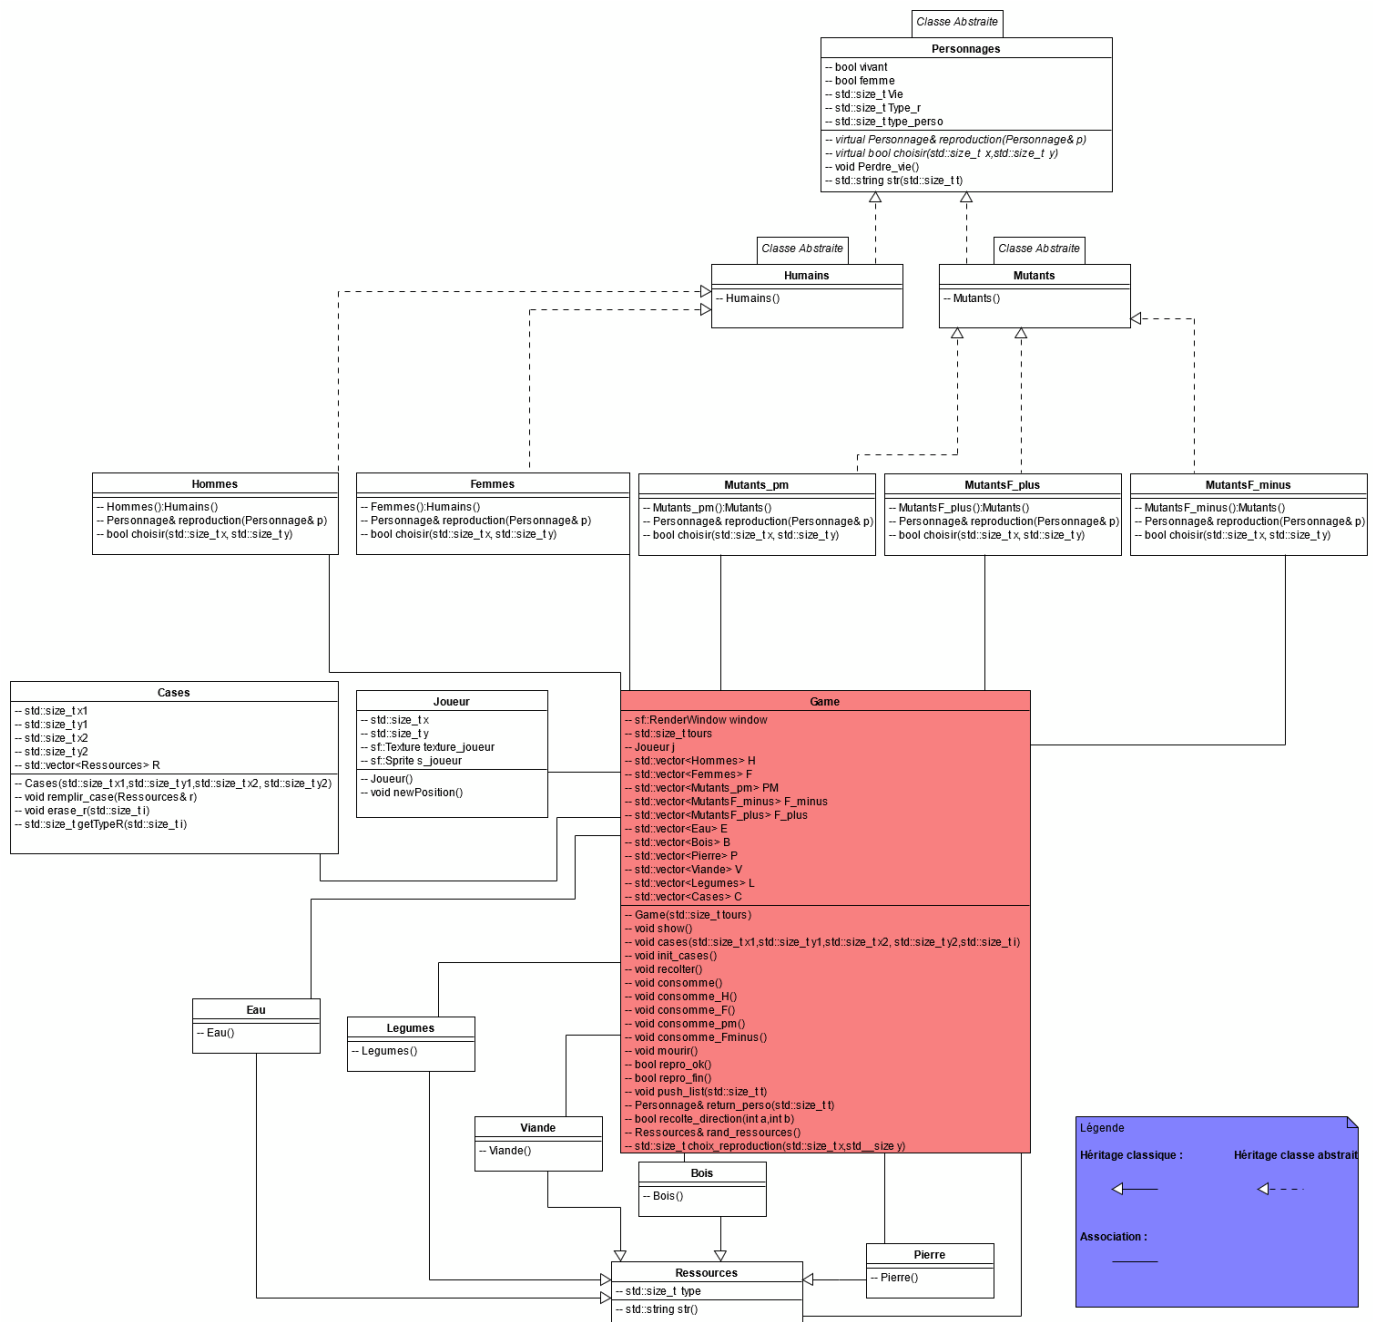 Classe Abstraite
Personnages
-- bool vivant
-- bool femme
-- std::size_t Vie
-- std::size_t Type_r
-- std::size_t type_perso
-- virtual Personnage& reproduction(Personnage& p)
-- virtual bool choisir(std::size_t x,std::size_t y)
-- void Perdre_vie()
-- std::string str(std::size_t t)
Classe Abstraite
Humains
-- Humains()
Classe Abstraite
Mutants
-- Mutants()
Hommes
-- Hommes():Humains()
-- Personnage& reproduction(Personnage& p)
-- bool choisir(std::size_t x, std::size_t y)
Femmes
-- Femmes():Humains()
-- Personnage& reproduction(Personnage& p)
-- bool choisir(std::size_t x, std::size_t y)
Mutants_pm
-- Mutants_pm():Mutants()
-- Personnage& reproduction(Personnage& p)
-- bool choisir(std::size_t x, std::size_t y)
MutantsF_plus
-- MutantsF_plus():Mutants()
-- Personnage& reproduction(Personnage& p)
-- bool choisir(std::size_t x, std::size_t y)
MutantsF_minus
-- MutantsF_minus():Mutants()
-- Personnage& reproduction(Personnage& p)
-- bool choisir(std::size_t x, std::size_t y)
Cases
-- std::size_t x1
-- std::size_t y1
-- std::size_t x2
-- std::size_t y2
-- std::vector<Ressources> R
-- Cases(std::size_t x1,std::size_t y1,std::size_t x2, std::size_t y2)
-- void remplir_case(Ressources& r)
-- void erase_r(std::size_t i)
-- std::size_t getTypeR(std::size_t i)
Joueur
-- std::size_t x
-- std::size_t y
-- sf::Texture texture_joueur
-- sf::Sprite s_joueur
-- Joueur()
-- void newPosition()
Game
-- sf::RenderWindow window
-- std::size_t tours
-- Joueur j
-- std::vector<Hommes> H
-- std::vector<Femmes> F
-- std::vector<Mutants_pm> PM
-- std::vector<MutantsF_minus> F_minus
-- std::vector<MutantsF_plus> F_plus
-- std::vector<Eau> E
-- std::vector<Bois> B
-- std::vector<Pierre> P
-- std::vector<Viande> V
-- std::vector<Legumes> L
-- std::vector<Cases> C
-- Game(std::size_t tours)
-- void show()
-- void cases(std::size_t x1,std::size_t y1,std::size_t x2, std::size_t y2,std::size_t i)
-- void init_cases()
-- void recolter()
-- void consomme()
-- void consomme_H()
-- void consomme_F()
-- void consomme_pm()
-- void consomme_Fminus()
-- void mourir()
-- bool repro_ok()
-- bool repro_fin()
-- void push_list(std::size_t t)
-- Personnage& return_perso(std::size_t t)
-- bool recolte_direction(int a,int b)
-- Ressources& rand_ressources()
-- std::size_t choix_reproduction(std::size_t x,std__size y)
Eau
-- Eau()
Legumes
-- Legumes()
Viande
-- Viande()
Bois
-- Bois()
Pierre
-- Pierre()
Ressources
-- std::size_t type
-- std::string str()
Légende
Héritage classique :
Héritage classe abstrait
Association :